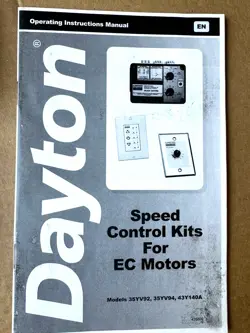 Operating Instructions Manual
EN
Dayton®
Speed
Control Kits
For
EC Motors
Models 35YV92, 35YV94, 43Y140A